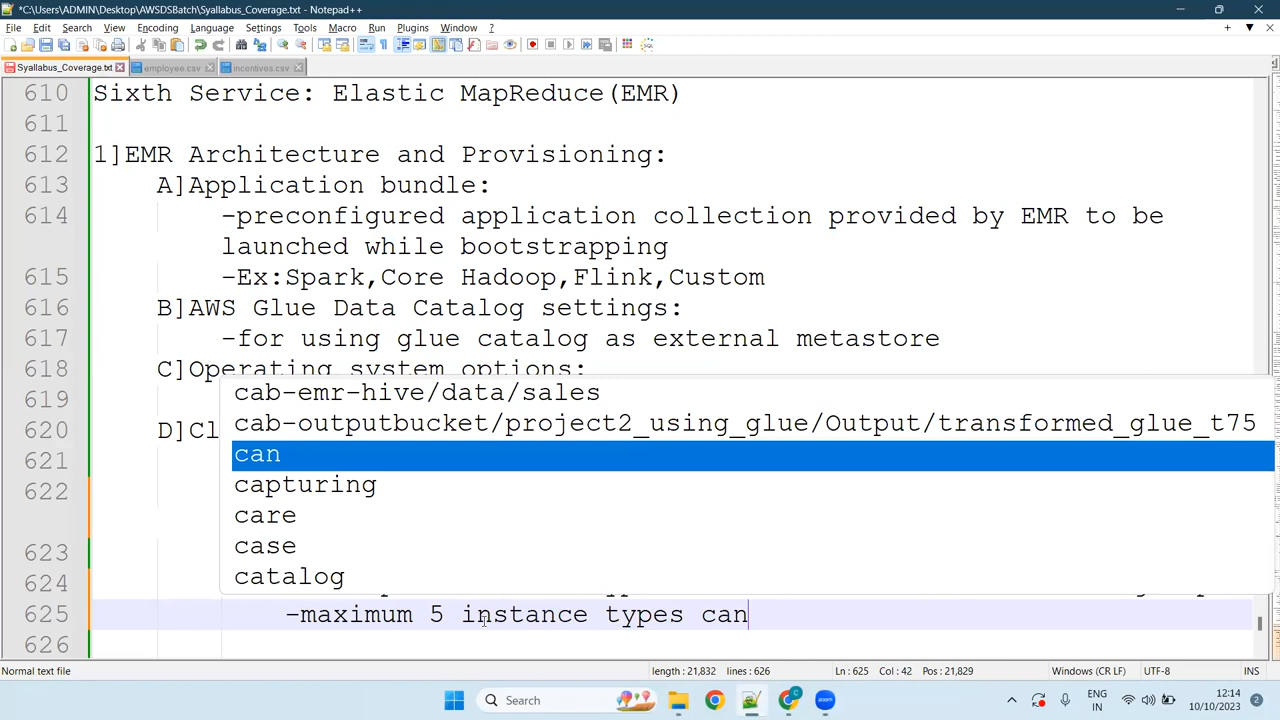 *C:\Users\ADMIN\Desktop\AWSDSBatch\Syallabus_Coverage.txt - Notepad++
File Edit Search View Encoding Language Settings Tools Macro Run Plugins Window ?
Syallabus_Coverage.txt employee.csv incentives.csv
610 Sixth Service: Elastic MapReduce(EMR)
611
612 1]EMR Architecture and Provisioning:
613 A]Application bundle:
614 -preconfigured application collection provided by EMR to be
launched while bootstrapping
615 -Ex:Spark,Core Hadoop,Flink,Custom
616 B]AWS Glue Data Catalog settings:
617 -for using glue catalog as external metastore
618 C]Operating system options:
619
620 D]Cl
621
622
623
624
cab-emr-hive/data/sales
cab-outputbucket/project2_using_glue/Output/transformed_glue_t75
can
capturing
care
case
catalog
625 -maximum 5 instance types can
626
Normal text file length : 21,832 lines : 626 Ln : 625 Col : 42 Pos : 21,829 Windows (CR LF) UTF-8 INS
Search ENG IN 12:14 10/10/2023 2